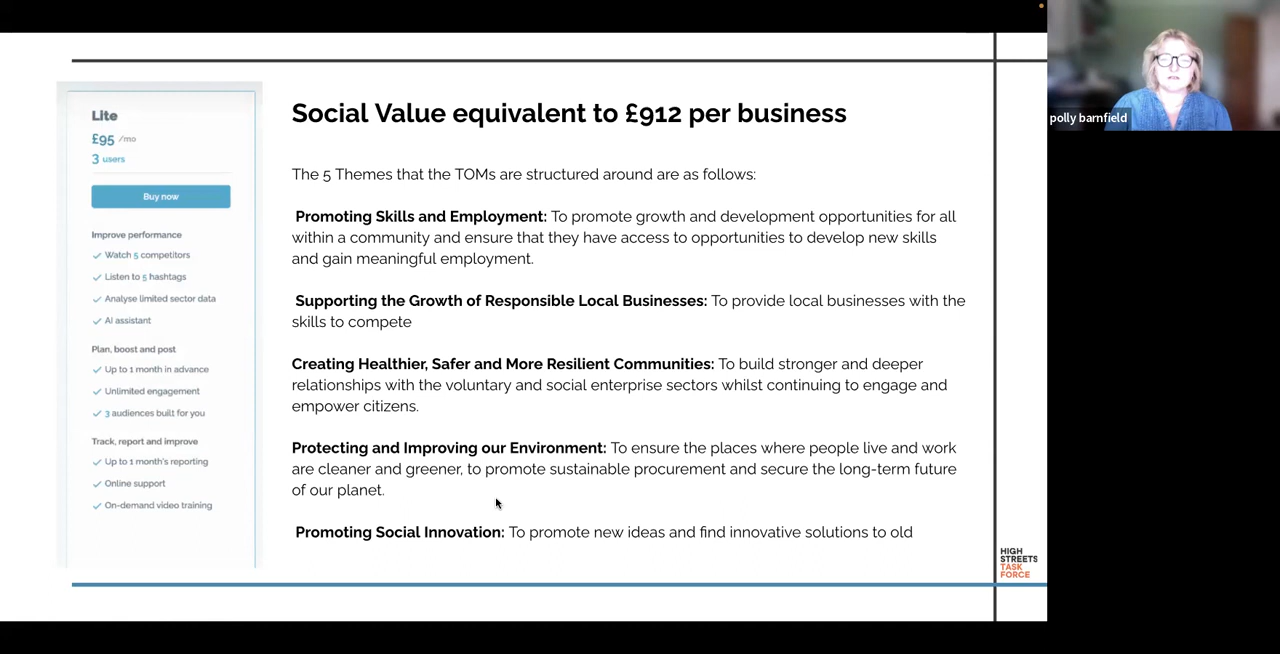 Lite
£95 /mo
3 users
Buy now
Improve performance
Watch 5 competitors
Listen to 5 hashtags
Analyse limited sector data
AI assistant
Plan, boost and post
Up to 1 month in advance
Unlimited engagement
3 audiences built for you
Track, report and improve
Up to 1 month's reporting
Online support
On-demand video training
Social Value equivalent to £912 per business
The 5 Themes that the TOMs are structured around are as follows:
Promoting Skills and Employment: To promote growth and development opportunities for all
within a community and ensure that they have access to opportunities to develop new skills
and gain meaningful employment.
Supporting the Growth of Responsible Local Businesses: To provide local businesses with the
skills to compete
Creating Healthier, Safer and More Resilient Communities: To build stronger and deeper
relationships with the voluntary and social enterprise sectors whilst continuing to engage and
empower citizens.
Protecting and Improving our Environment: To ensure the places where people live and work
are cleaner and greener, to promote sustainable procurement and secure the long-term future
of our planet.
Promoting Social Innovation: To promote new ideas and find innovative solutions to old
HIGH
STREETS
TASK
FORCE
polly barnfield